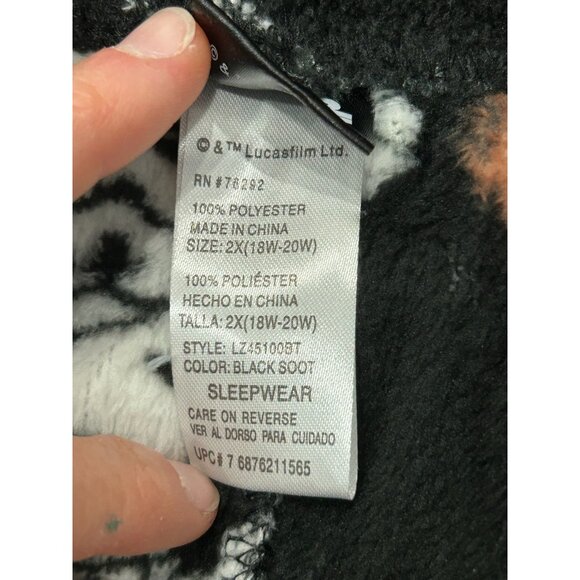 © &™ Lucasfilm Ltd.
RN #76292
100% POLYESTER
MADE IN CHINA
SIZE: 2X(18W-20W)
100% POLIÉSTER
HECHO EN CHINA
TALLA: 2X(18W-20W)
STYLE: LZ45100BT
COLOR: BLACK SOOT
SLEEPWEAR
CARE ON REVERSE
VER AL DORSO PARA CUIDADO
UPC# 7 6876211565